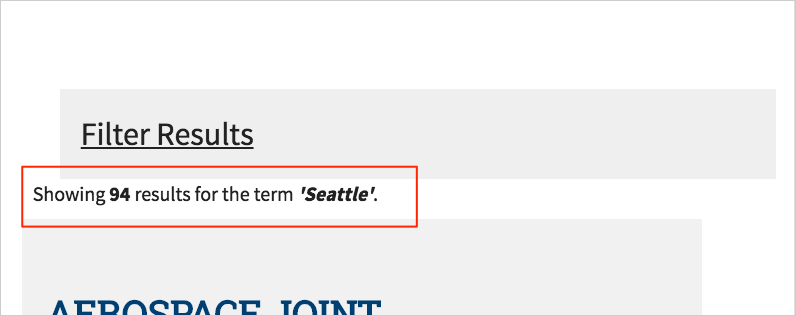 Filter Results
Showing 94 results for the term 'Seattle'.
AEROSPACE JOINT